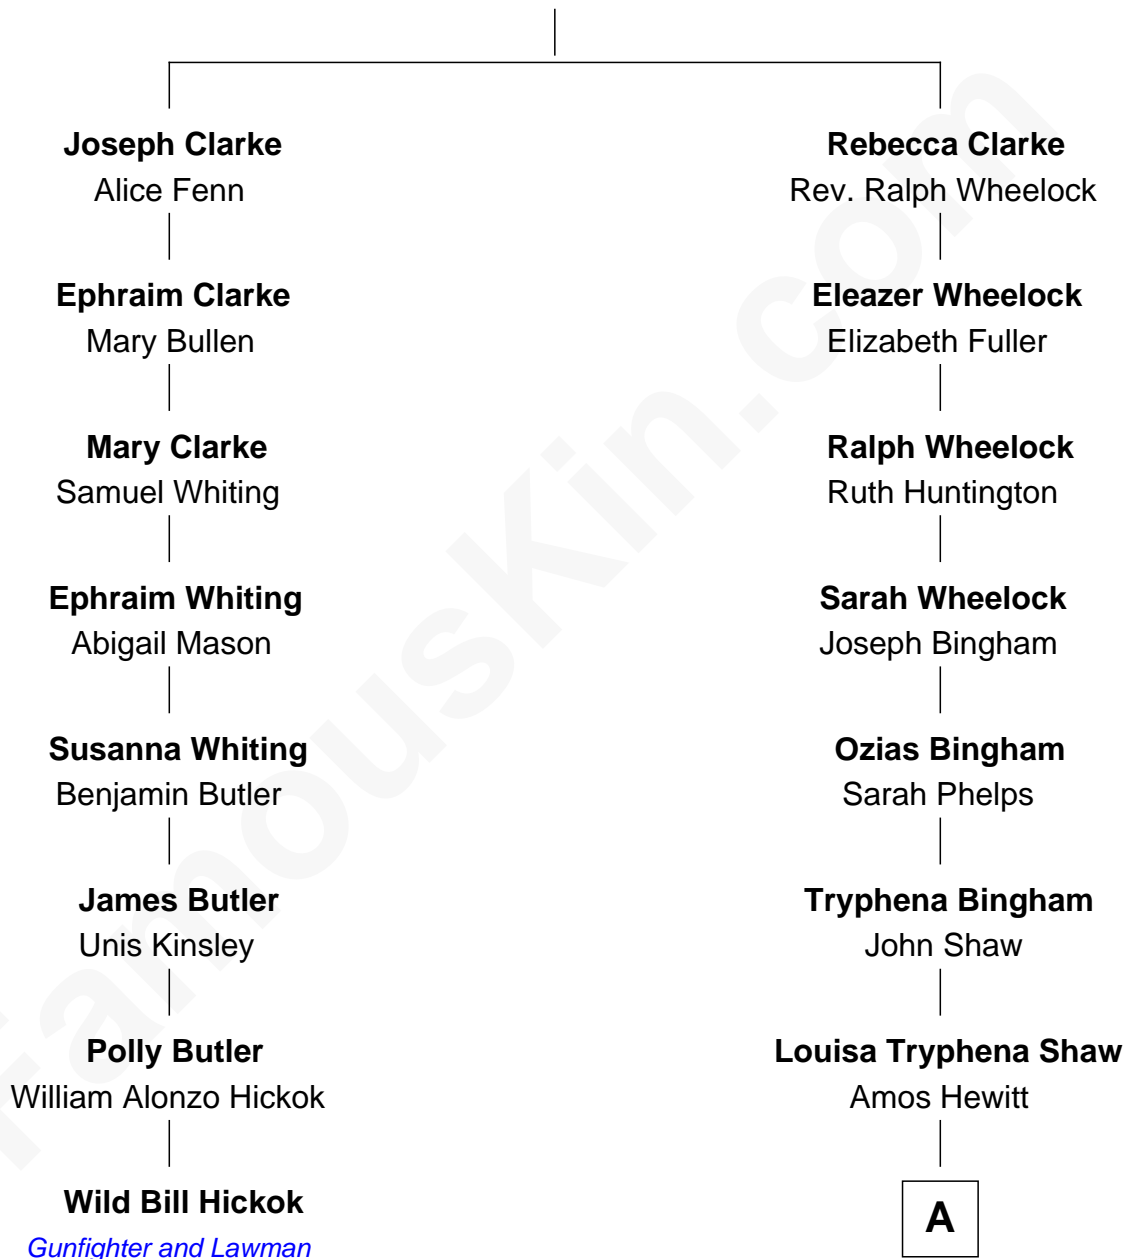 Joseph Clarke
Alice Fenn
Ephraim Clarke
Mary Bullen
Mary Clarke
Samuel Whiting
Ephraim Whiting
Abigail Mason
Susanna Whiting
Benjamin Butler
James Butler
Unis Kinsley
Polly Butler
William Alonzo Hickok
Wild Bill Hickok
Gunfighter and Lawman
Rebecca Clarke
Rev. Ralph Wheelock
Eleazer Wheelock
Elizabeth Fuller
Ralph Wheelock
Ruth Huntington
Sarah Wheelock
Joseph Bingham
Ozias Bingham
Sarah Phelps
Tryphena Bingham
John Shaw
Louisa Tryphena Shaw
Amos Hewitt
A
FamousKin.com